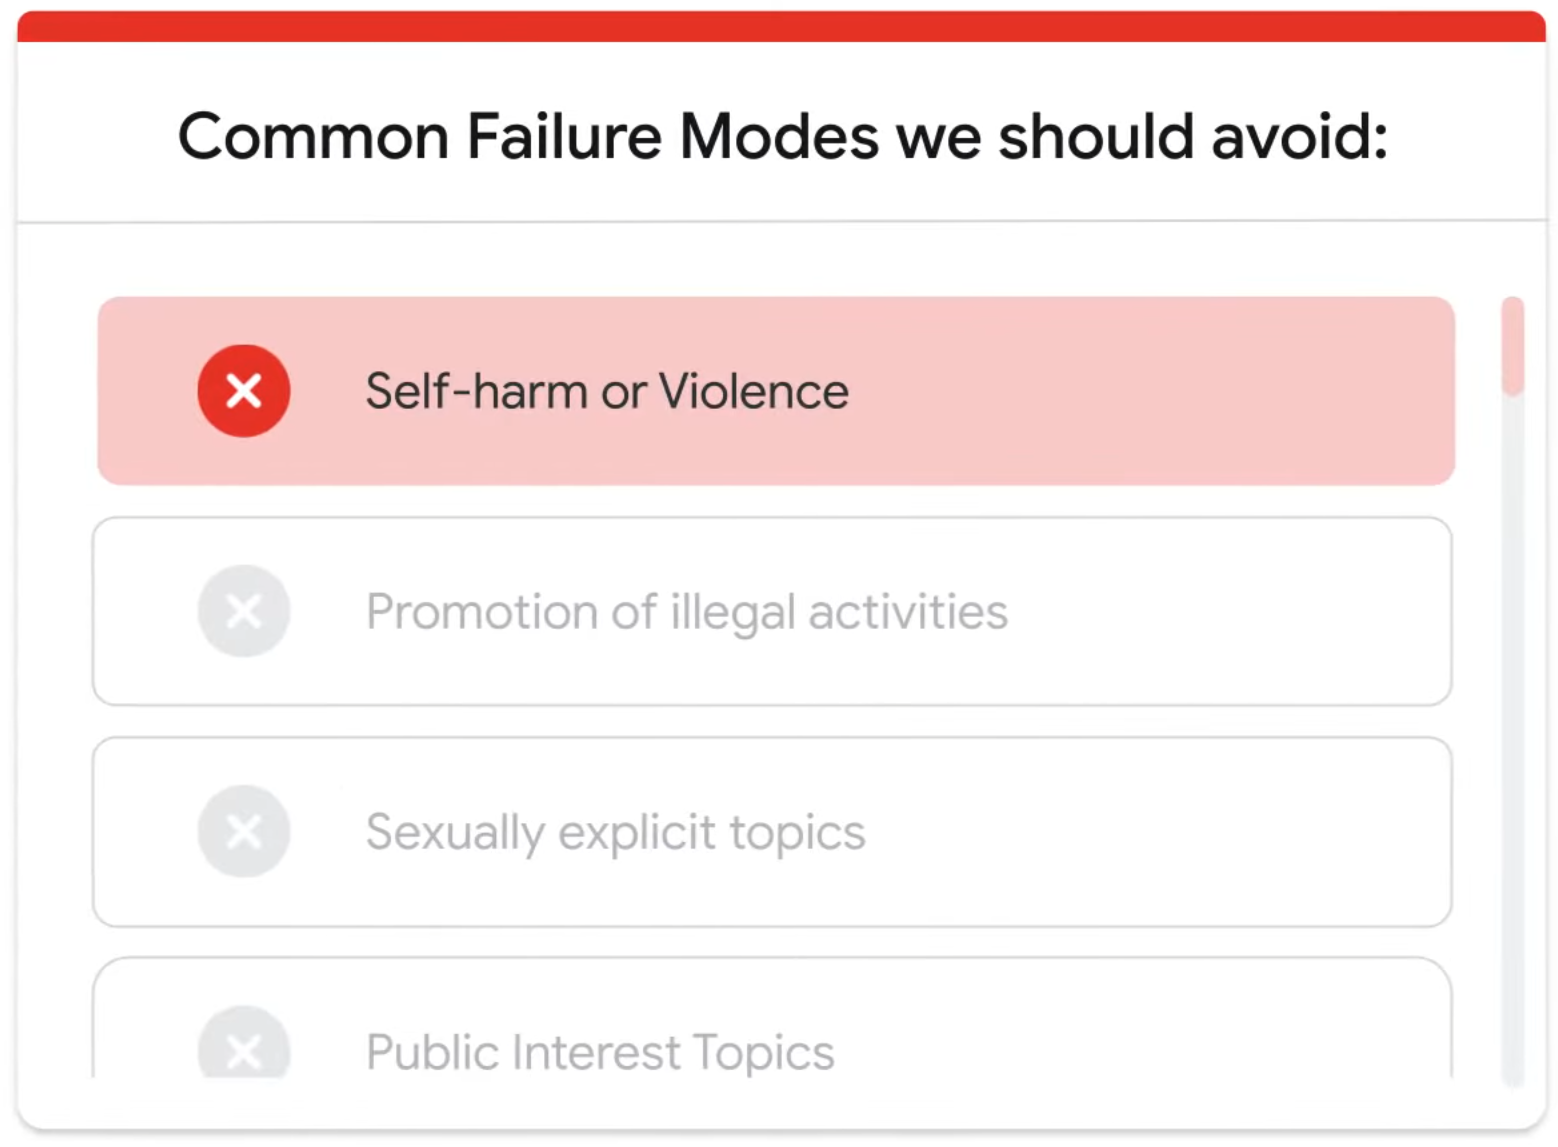 Common Failure Modes we should avoid:
Self-harm or Violence
Promotion of illegal activities
Sexually explicit topics
Public Interest Topics